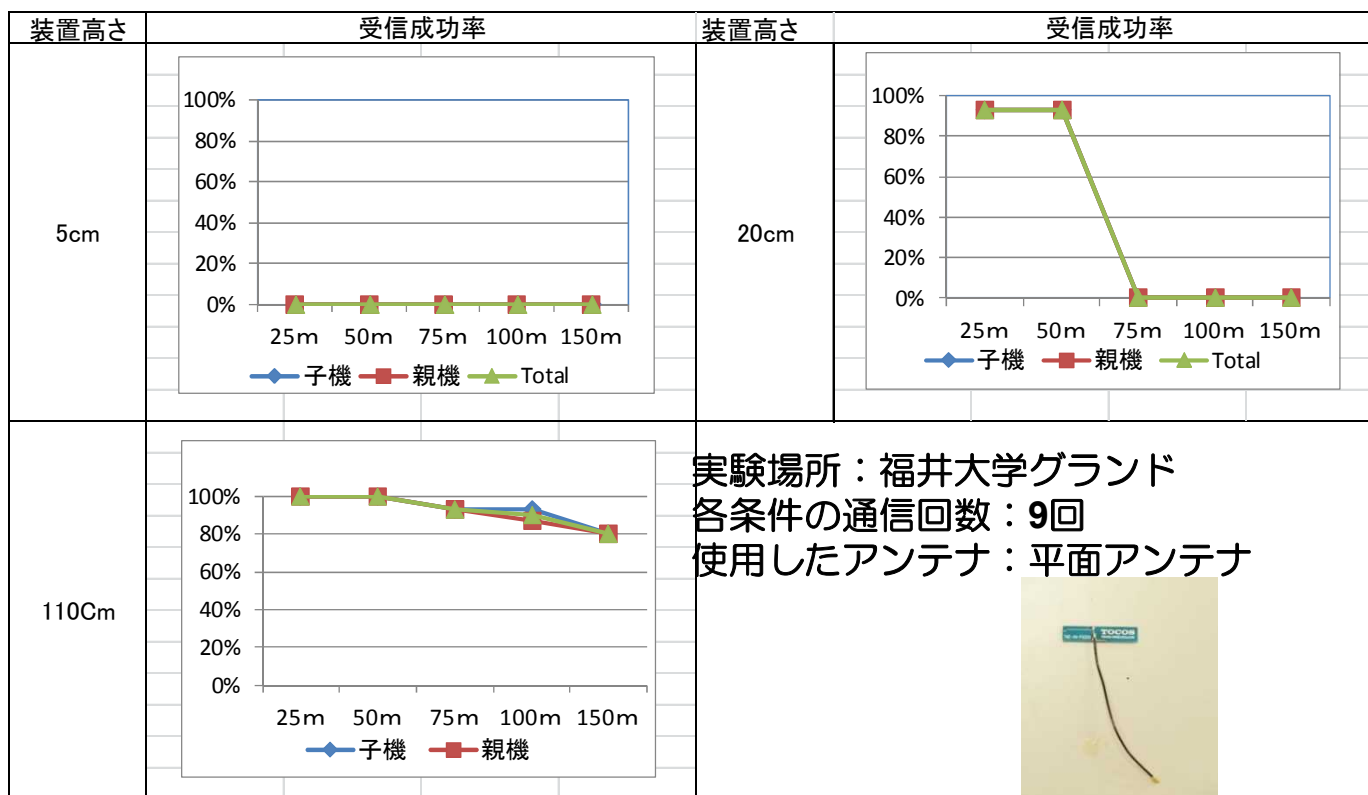 装置高さ 受信成功率 装置高さ 受信成功率
5cm
100%
80%
60%
40%
20%
0%
25m 50m 75m 100m 150m
子機 親機 Total
20cm
100%
80%
60%
40%
20%
0%
25m 50m 75m 100m 150m
子機 親機 Total
110Cm
100%
80%
60%
40%
20%
0%
25m 50m 75m 100m 150m
子機 親機
実験場所：福井大学グランド
各条件の通信回数：9回
使用したアンテナ：平面アンテナ
TOCOS